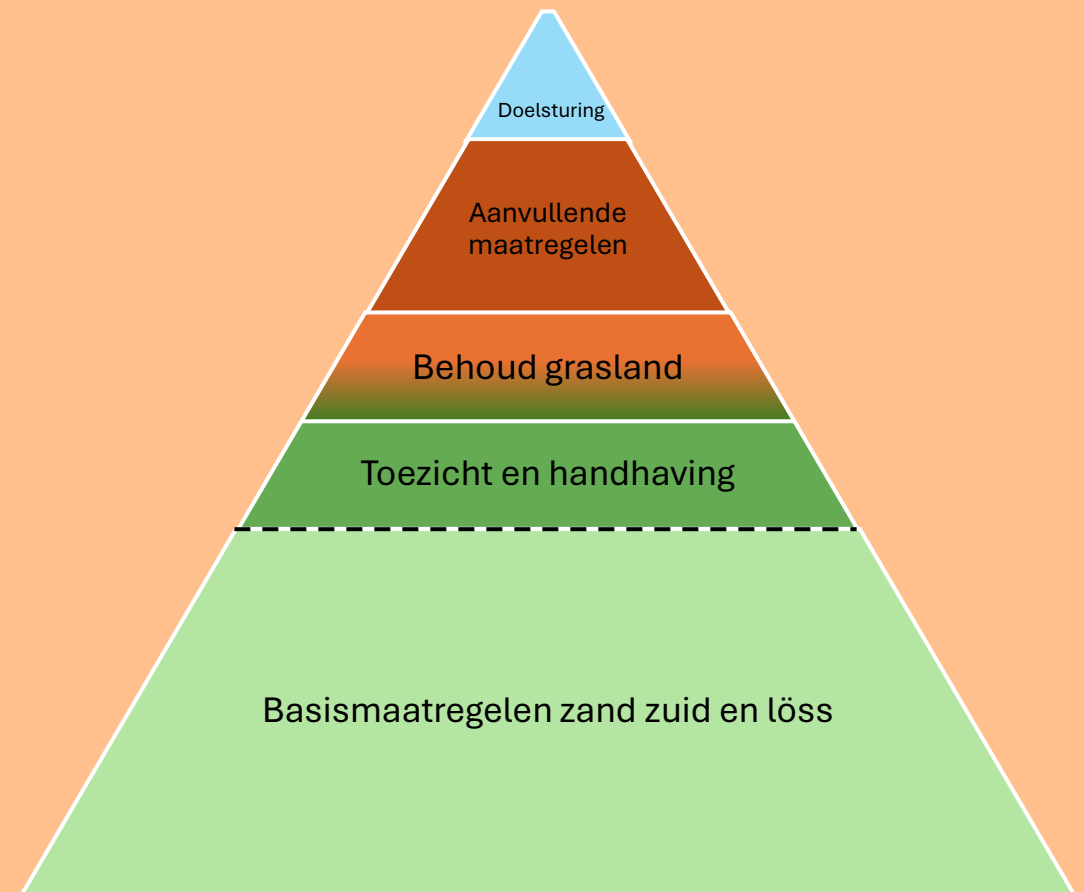 Doelsturing
Aanvullende
maatregelen
Behoud grasland
Toezicht en handhaving
Basismaatregelen zand zuid en löss